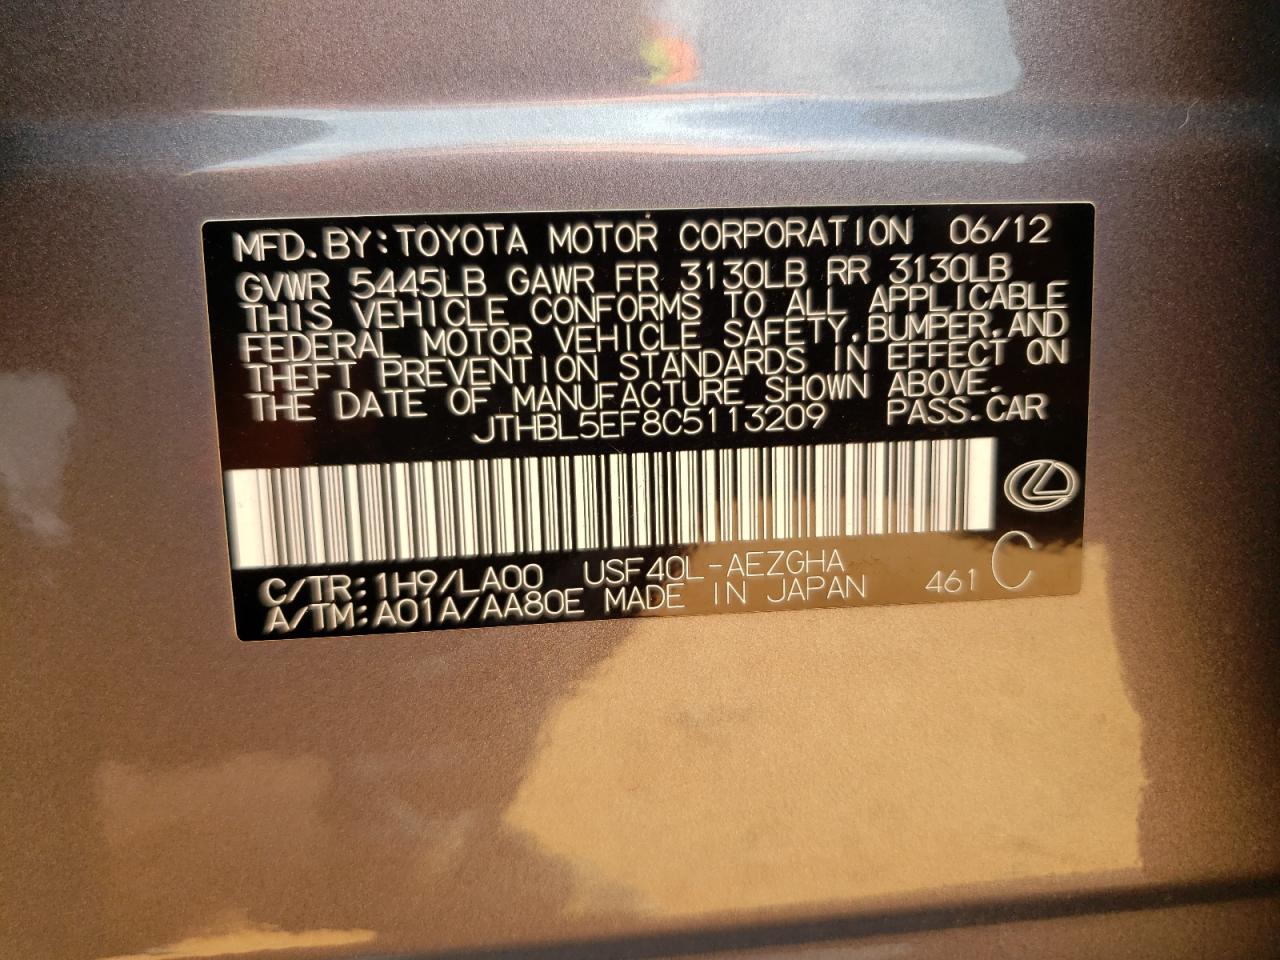 MFD.BY:TOYOTA MOTOR CORPORATION 06/12
GVWR 5445LB GAWR FR 3130LB RR 3130LB
THIS VEHICLE CONFORMS TO ALL APPLICABLE
FEDERAL MOTOR VEHICLE SAFETY,BUMPER,AND
THEFT PREVENTION STANDARDS IN EFFECT ON
THE DATE OF MANUFACTURE SHOWN ABOVE.
JTHBL5EF8C5113209 PASS.CAR
C/TR:1H9/LA00 USF40L-AEZGHA
A/TM:A01A/AA80E MADE IN JAPAN 461 C